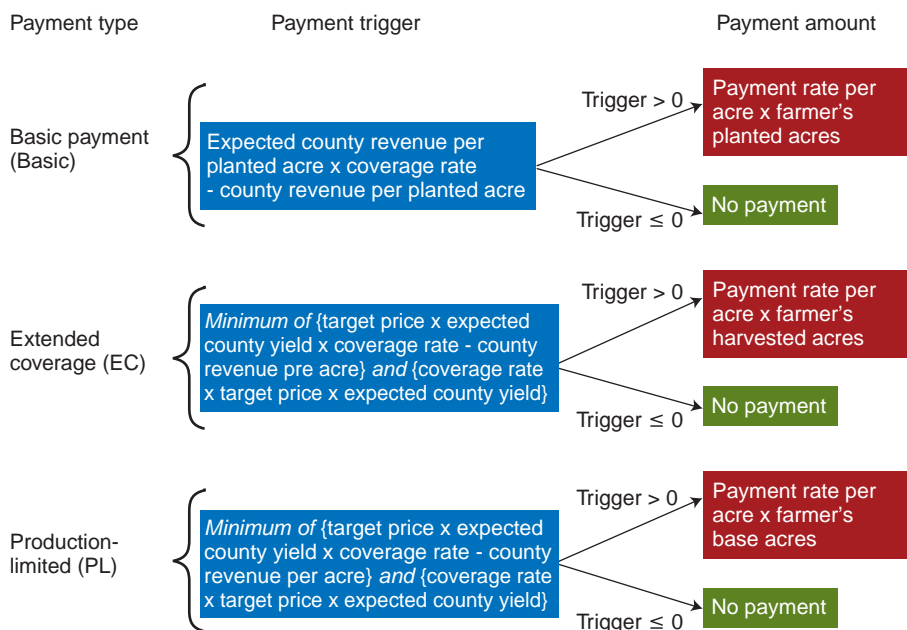 Payment type
Payment trigger
Payment amount
Basic payment
(Basic)
Expected county revenue per
planted acre x coverage rate
- county revenue per planted acre
Trigger > 0
Payment rate per
acre x farmer's
planted acres
Trigger ≤ 0
No payment
Extended
coverage (EC)
Minimum of {target price x expected
county yield x coverage rate - county
revenue pre acre} and {coverage rate
x target price x expected county yield}
Trigger > 0
Payment rate per
acre x farmer's
harvested acres
Trigger ≤ 0
No payment
Production-
limited (PL)
Minimum of {target price x expected
county yield x coverage rate - county
revenue per acre} and {coverage rate
x target price x expected county yield}
Trigger > 0
Payment rate per
acre x farmer's
base acres
Trigger ≤ 0
No payment